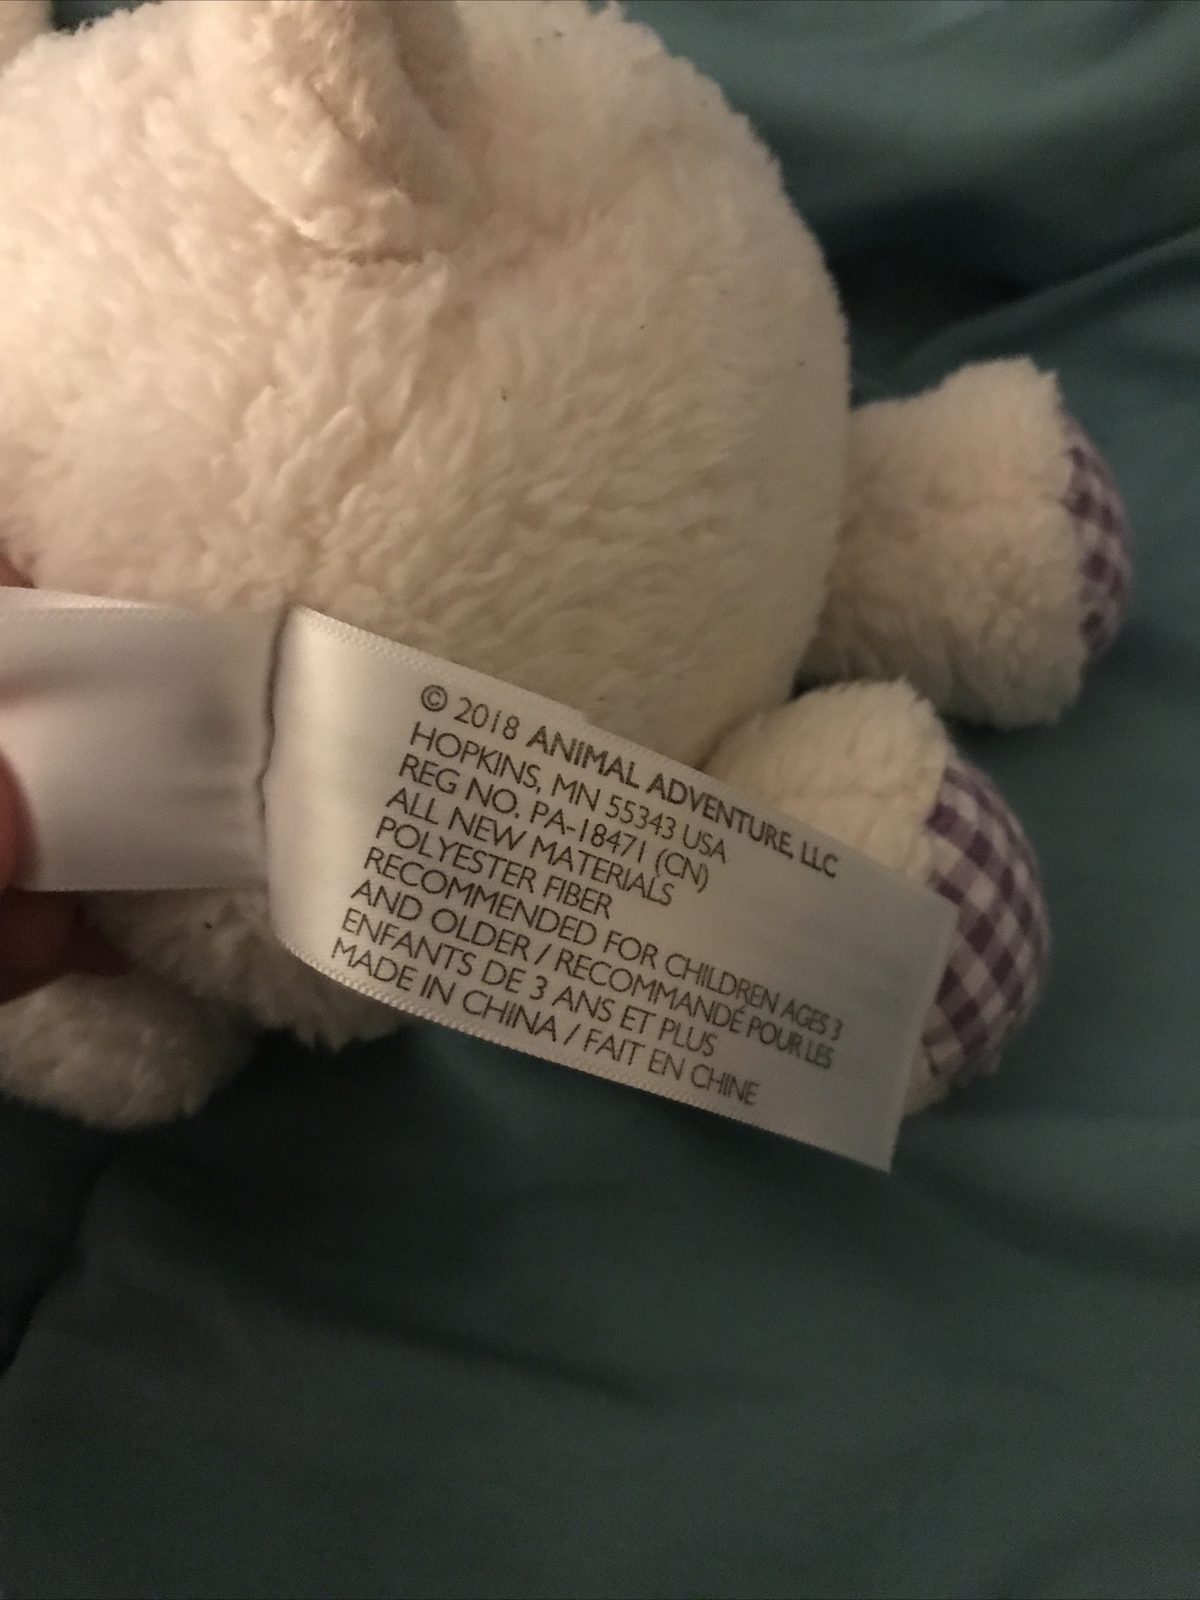 © 2018 ANIMAL ADVENTURE, LLC
HOPKINS, MN 55343 USA
REG NO. PA-18471 (CN)
ALL NEW MATERIALS
POLYESTER FIBER
RECOMMENDED FOR CHILDREN AGES 3
AND OLDER / RECOMMANDÉ POUR LES
ENFANTS DE 3 ANS ET PLUS
MADE IN CHINA / FAIT EN CHINE